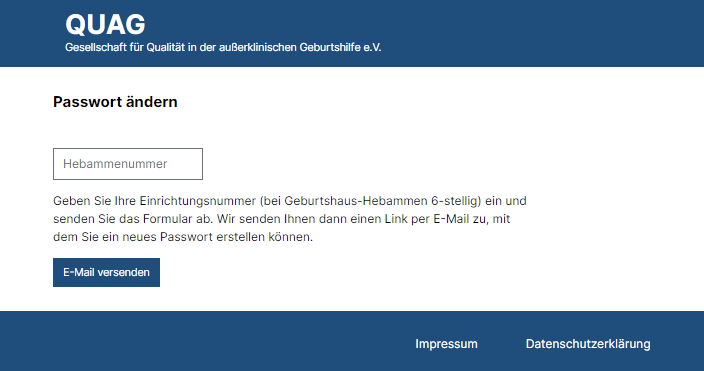 QUAG
Gesellschaft für Qualität in der außerklinischen Geburtshilfe e.V.
Passwort ändern
Hebammenummer
Geben Sie Ihre Einrichtungsnummer (bei Geburtshaus-Hebammen 6-stellig) ein und
senden Sie das Formular ab. Wir senden Ihnen dann einen Link per E-Mail zu, mit
dem Sie ein neues Passwort erstellen können.
E-Mail versenden
Impressum
Datenschutzerklärung